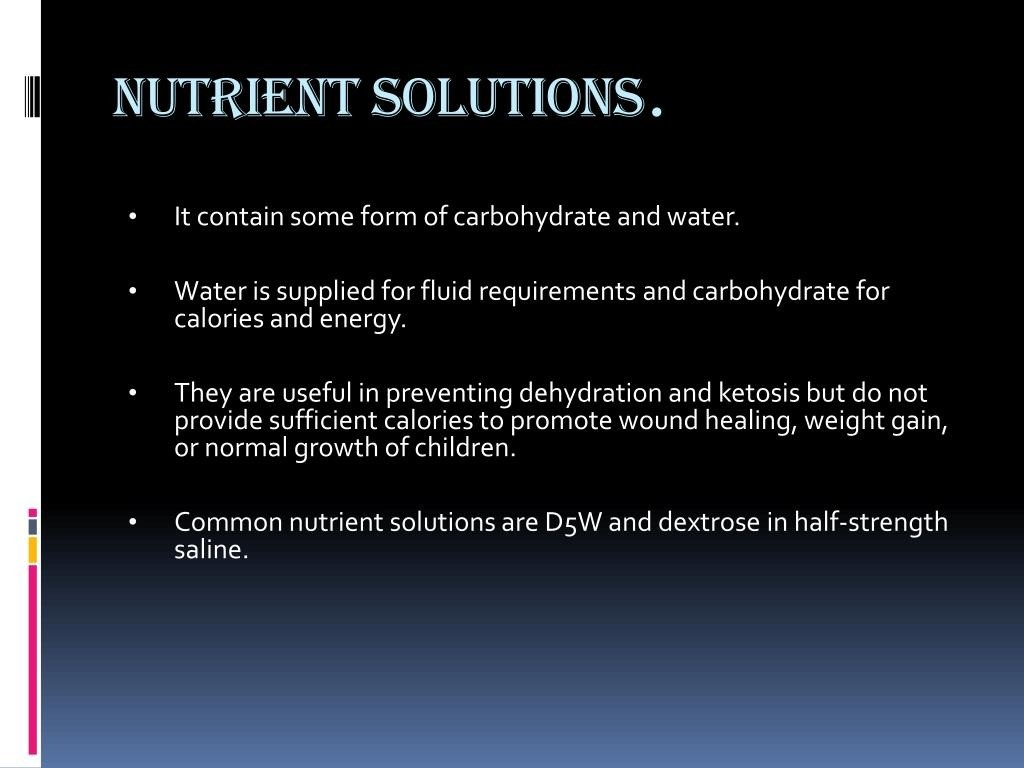 NUTRIENT SOLUTIONS.
• It contain some form of carbohydrate and water.
• Water is supplied for fluid requirements and carbohydrate for
calories and energy.
• They are useful in preventing dehydration and ketosis but do not
provide sufficient calories to promote wound healing, weight gain,
or normal growth of children.
• Common nutrient solutions are D5W and dextrose in half-strength
saline.